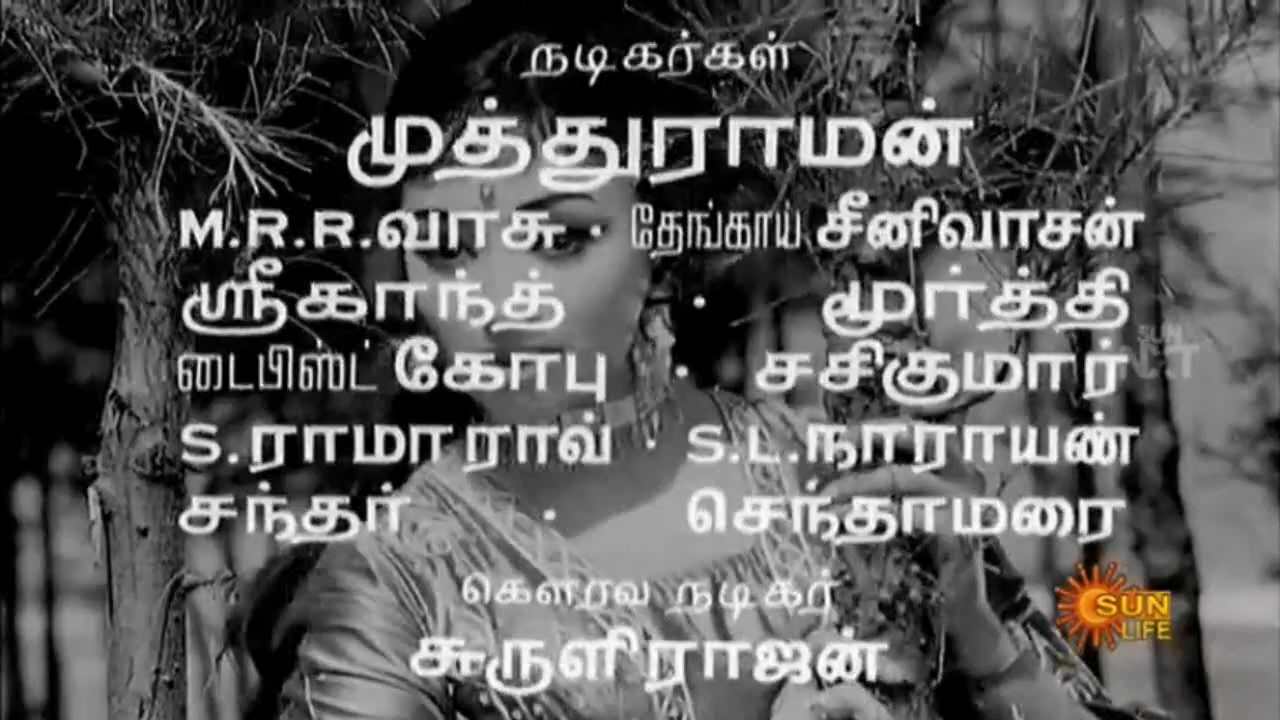 நடிகர்கள்
முத்துராமன்
M.R.R.வாசு · தேங்காய் சீனிவாசன்
ஸ்ரீகாந்த் · மூர்த்தி
டைபிஸ்ட் கோபு · சசிகுமார்
S.ராமாராவ் · S.L.நாராயண்
சந்தர் · செந்தாமரை
கௌரவ நடிகர்
சுருளிராஜன்
SUN
LIFE